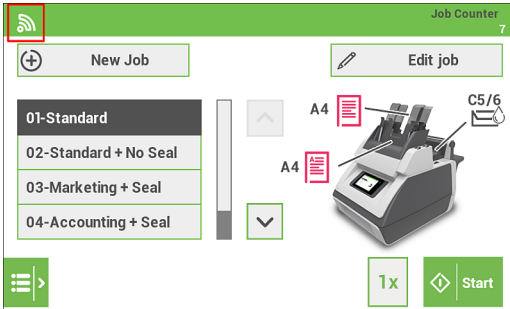 Job Counter
7
New Job
Edit job
01-Standard
02-Standard + No Seal
03-Marketing + Seal
04-Accounting + Seal
A4
C5/6
A4
1x
Start